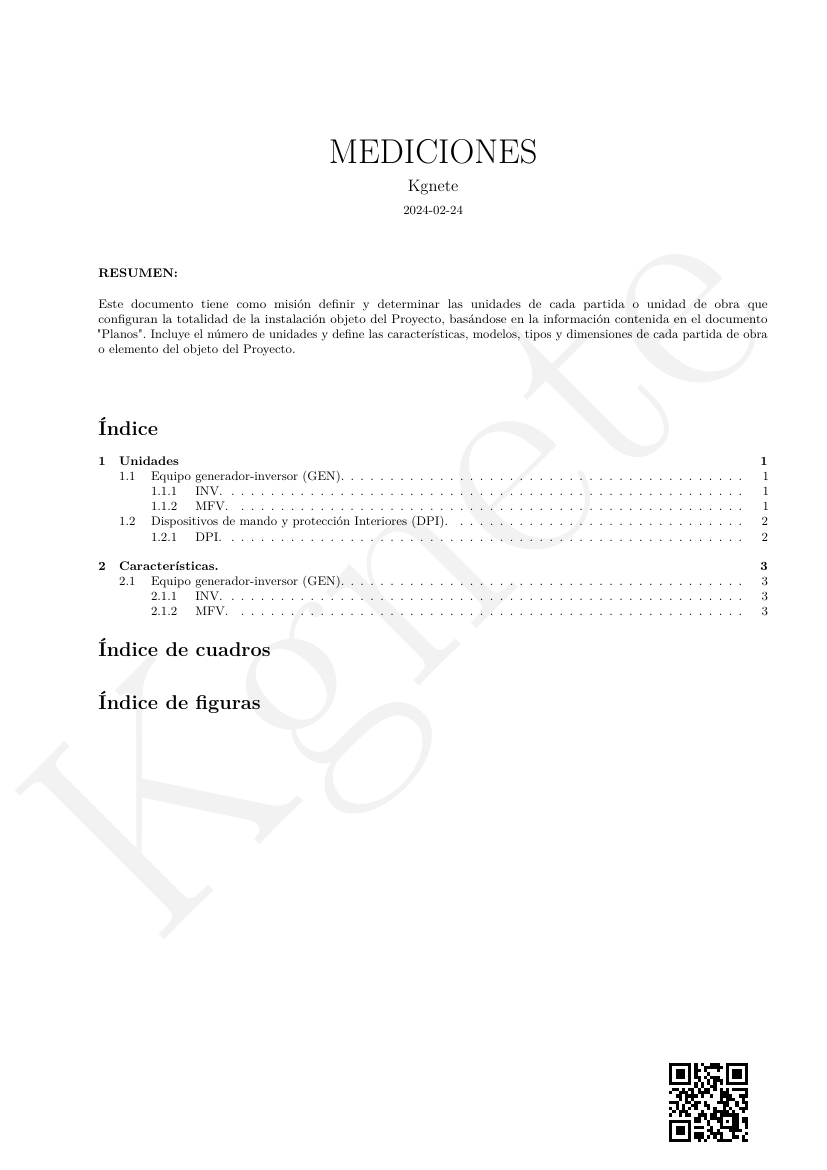 MEDICIONES
Kgnete
2024-02-24
RESUMEN:
Este documento tiene como misión definir y determinar las unidades de cada partida o unidad de obra que
configuran la totalidad de la instalación objeto del Proyecto, basándose en la información contenida en el documento
"Planos". Incluye el número de unidades y define las características, modelos, tipos y dimensiones de cada partida de obra
o elemento del objeto del Proyecto.
Índice
1 Unidades 1
1.1 Equipo generador-inversor (GEN). . . . . . . . . . . . . . . . . . . . . . . . . . . . . . . . . . . . . . . . . 1
1.1.1 INV. . . . . . . . . . . . . . . . . . . . . . . . . . . . . . . . . . . . . . . . . . . . . . . . . . . . . 1
1.1.2 MFV. . . . . . . . . . . . . . . . . . . . . . . . . . . . . . . . . . . . . . . . . . . . . . . . . . . . 1
1.2 Dispositivos de mando y protección Interiores (DPI). . . . . . . . . . . . . . . . . . . . . . . . . . . . . . 2
1.2.1 DPI. . . . . . . . . . . . . . . . . . . . . . . . . . . . . . . . . . . . . . . . . . . . . . . . . . . . . 2
2 Características. 3
2.1 Equipo generador-inversor (GEN). . . . . . . . . . . . . . . . . . . . . . . . . . . . . . . . . . . . . . . . . 3
2.1.1 INV. . . . . . . . . . . . . . . . . . . . . . . . . . . . . . . . . . . . . . . . . . . . . . . . . . . . . 3
2.1.2 MFV. . . . . . . . . . . . . . . . . . . . . . . . . . . . . . . . . . . . . . . . . . . . . . . . . . . . 3
Índice de cuadros
Índice de figuras
Kgnete